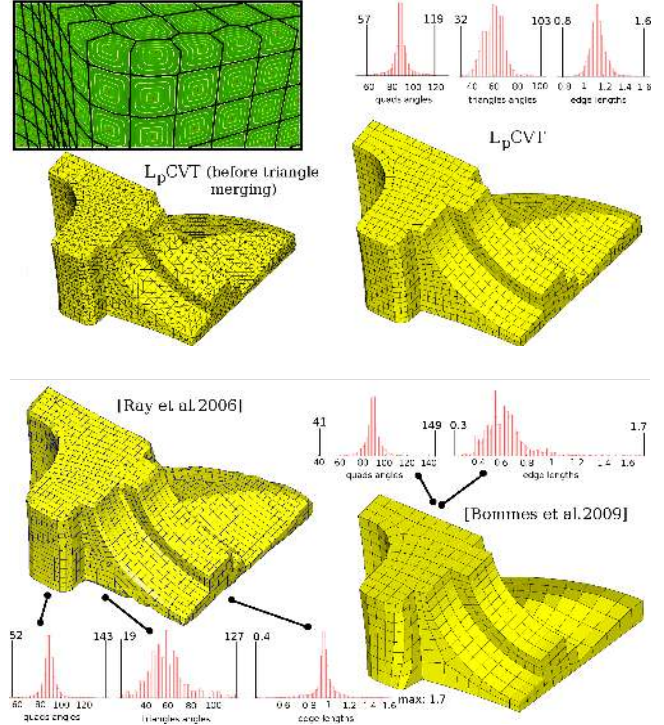 57 119 32 103 0.8 1.6
60 80 100 120 40 60 80 100 0.8 1 1.2 1.4 1.6
quads angles triangles angles edge lengths
LpCVT (before triangle
merging)
LpCVT
[Ray et al.2006]
41 149 0.3 1.7
40 60 80 100 120 140 0.4 0.6 0.8 1 1.2 1.4 1.6
quads angles edge lengths
[Bommes et al.2009]
52 143 19 127 0.4
60 80 100 120 40 60 80 100 0.6 0.8 1 1.2 1.4 1.6
max: 1.7
quads angles triangles angles edge lengths